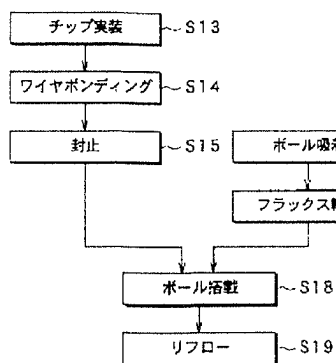 チップ実装 S13
ワイヤボンディング S14
封止 S15
ボール吸
フラックス
ボール搭載 S18
リフロー S19